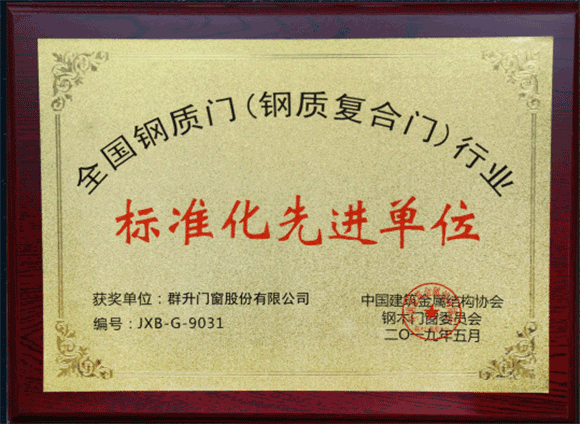 全国钢质门(钢质复合门)行业
标准化先进单位
获奖单位：群升门窗股份有限公司
编号：JXB-G-9031
中国建筑金属结构协会
钢木门窗委员会
二〇一九年五月